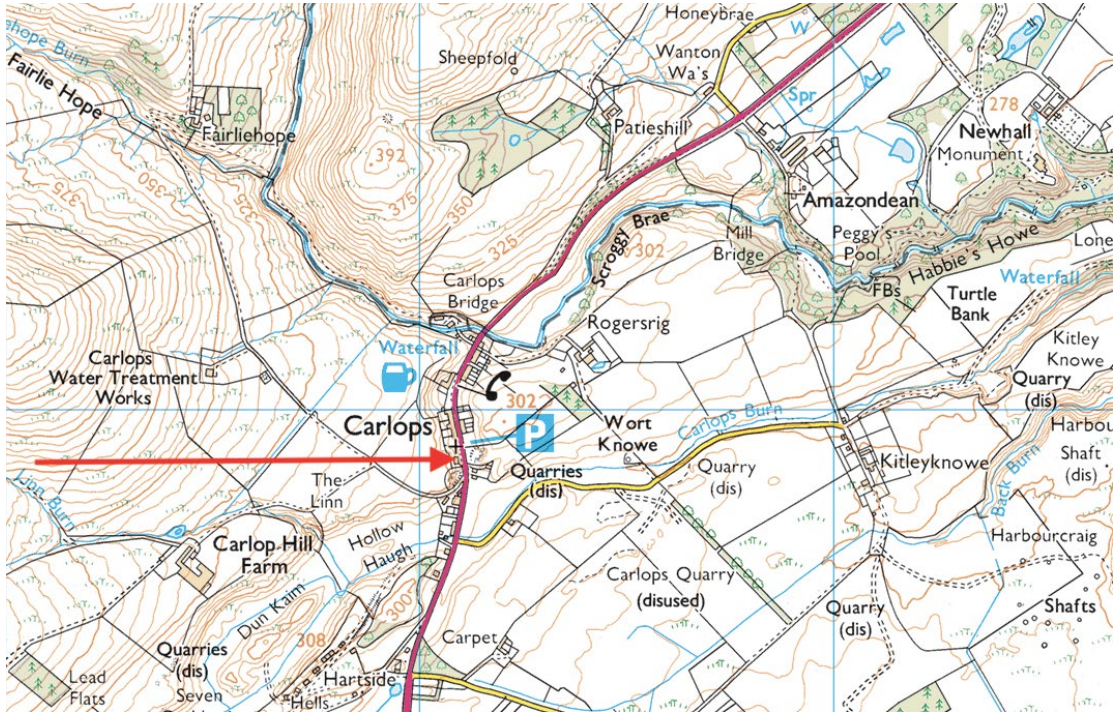 Honeybrae
W
Wanton
Wa's
Sheepfold
ehope Burn
Fairlie Hope
Spr
278
Newhall
Monument
Patieshill
Fairliehope
392
375
350
325
375
350
325
Amazondean
Scroggy Brae
302
Mill
Bridge
Peggy's
Pool
Habbie's Howe
Lone
FBs
Waterfall
Turtle
Bank
Carlops
Bridge
Rogersrig
Kitley
Knowe
Waterfall
Carlops
Water Treatment
Works
Quarry
(dis)
302
Wort
Knowe
Carlops Burn
Carlops
P
Harbour
Shaft
(dis)
Quarries
(dis)
Quarry
(dis)
Kitleyknowe
Back Burn
The
Linn
Burn
Hollow
Haugh
Carlop Hill
Farm
Harbourcraig
Carlops Quarry
(disused)
Dun Kaim
300
308
Quarry
(dis)
Shafts
Carpet
Quarries
(dis)
Seven
Hartside
Lead
Flats
Hells